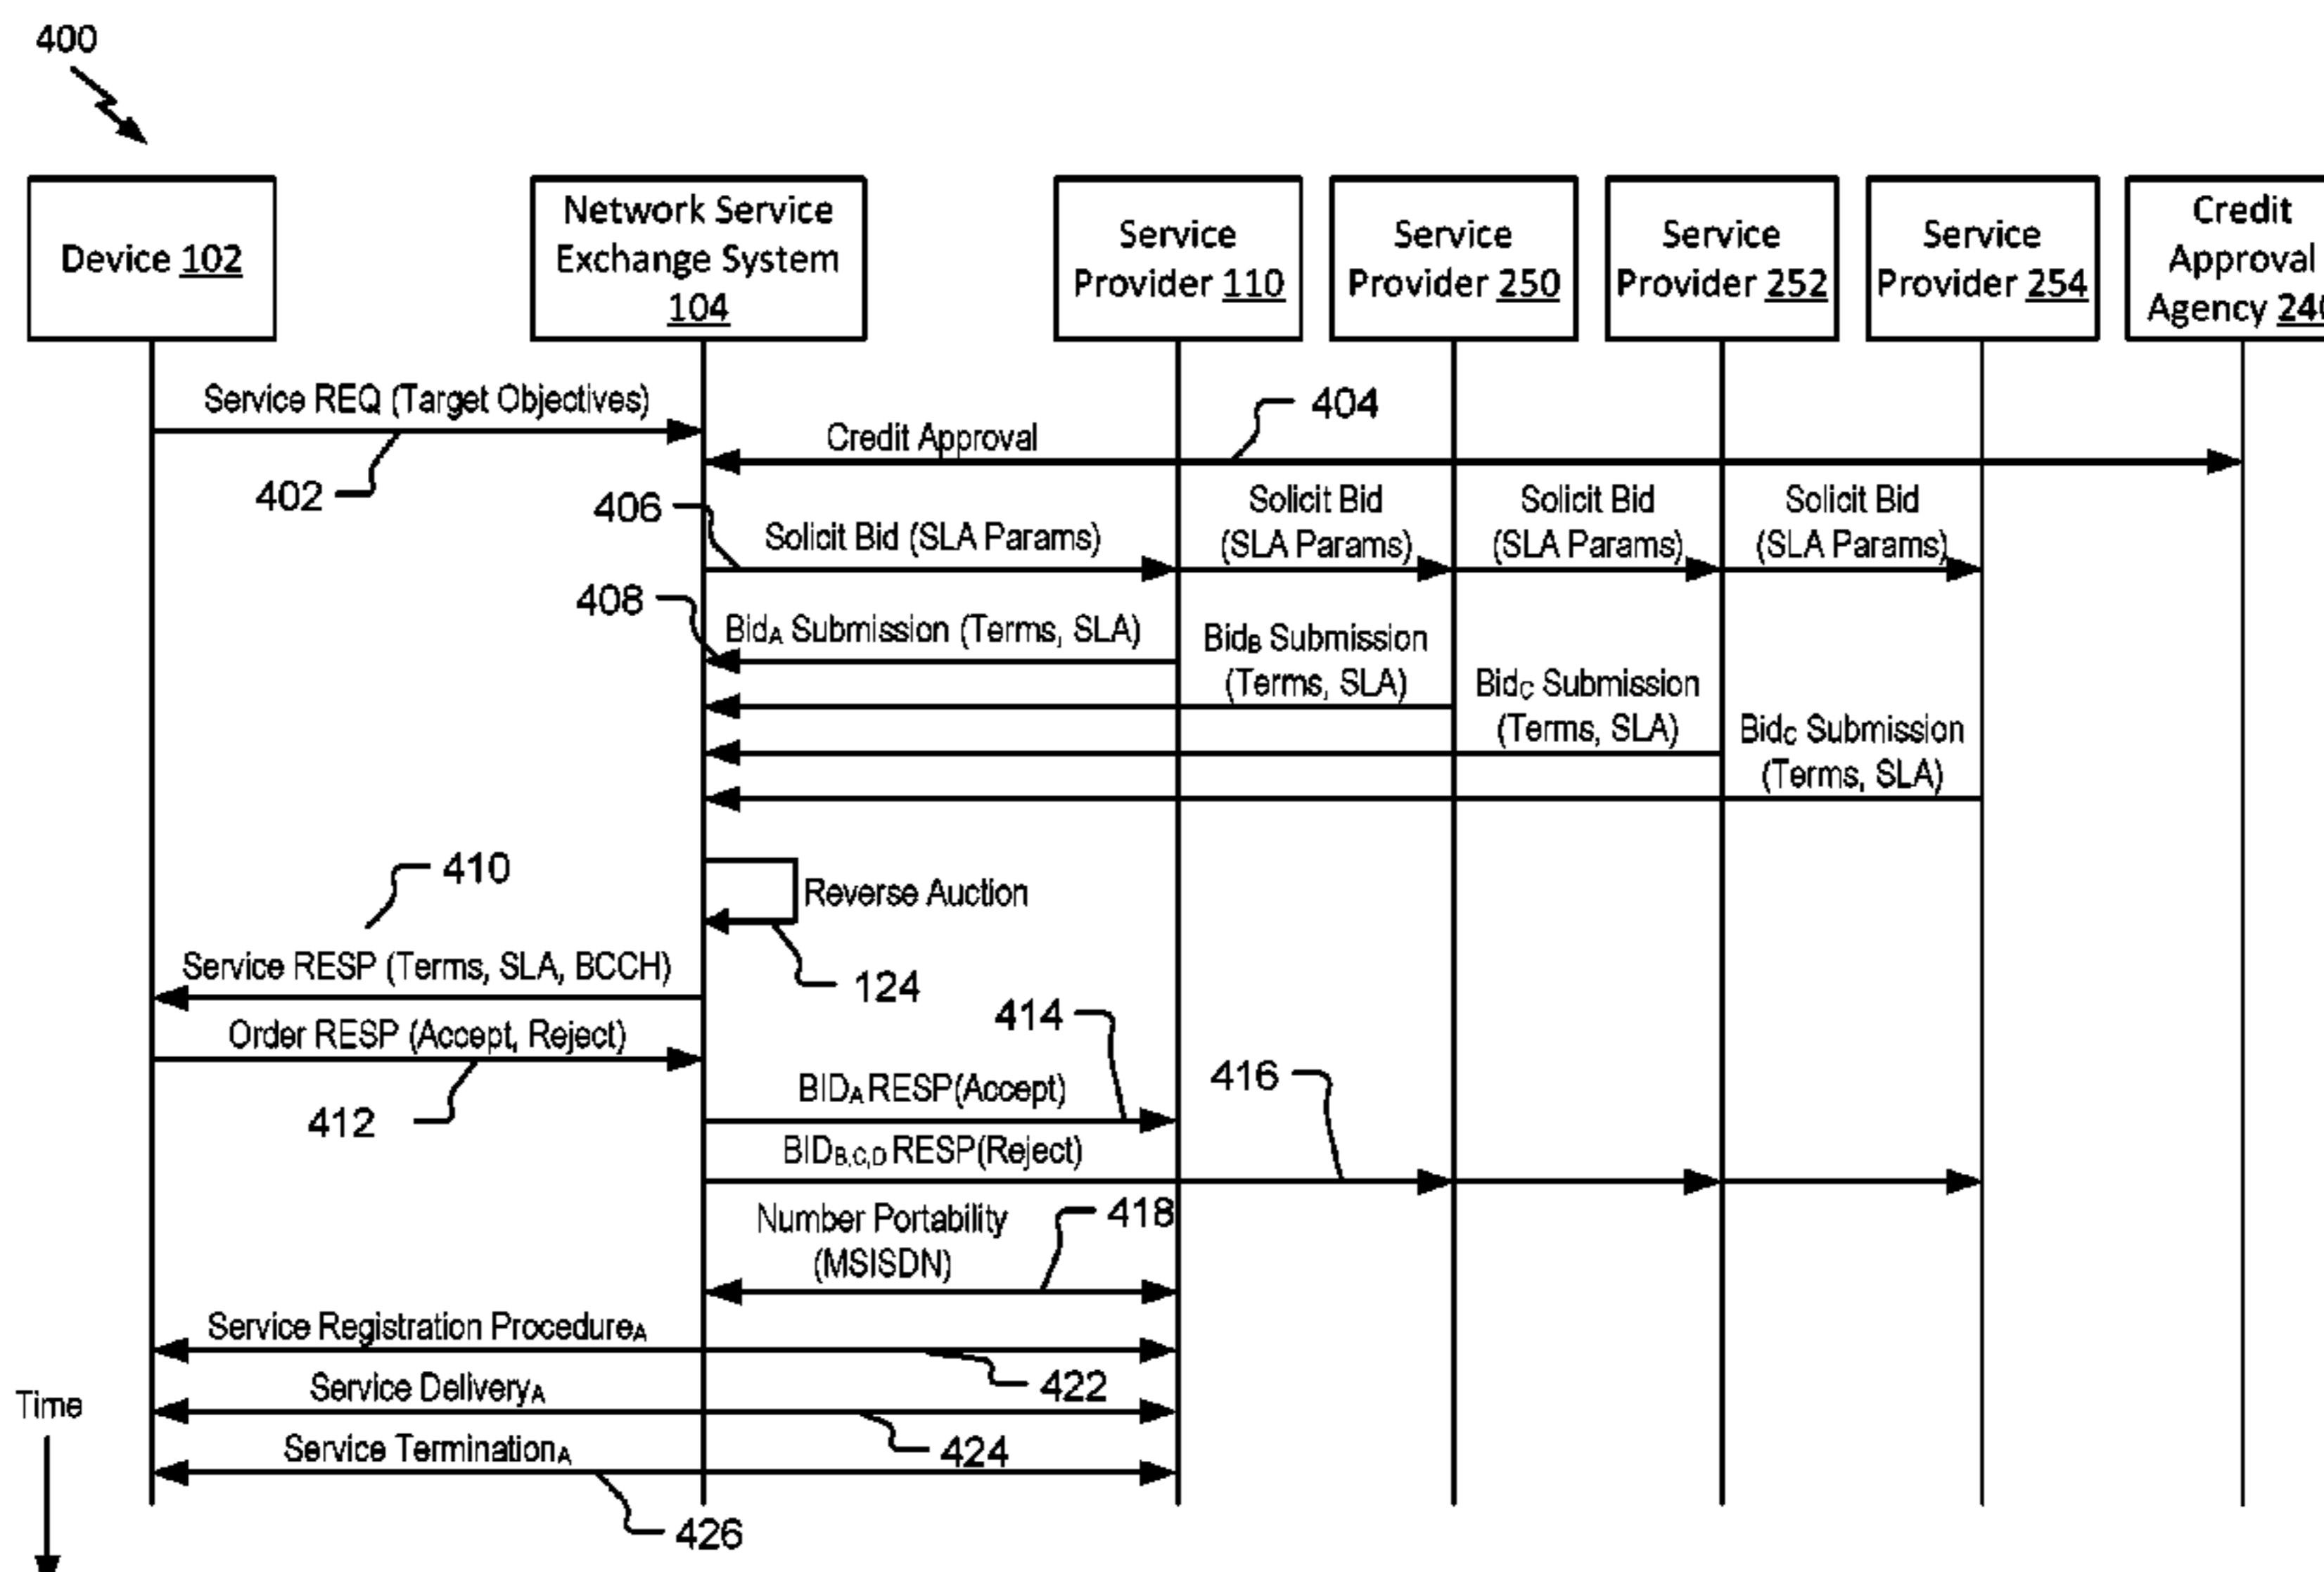 400
Device 102
Network Service
Exchange System
104
Service
Provider 110
Service
Provider 250
Service
Provider 252
Service
Provider 254
Credit
Approval
Agency
Service REQ (Target Objectives)
402
Credit Approval
404
406
Solicit Bid (SLA Params)
Solicit Bid
(SLA Params)
Solicit Bid
(SLA Params)
Solicit Bid
(SLA Params)
408
BidA Submission (Terms, SLA)
BidB Submission
(Terms, SLA)
BidC Submission
(Terms, SLA)
BidC Submission
(Terms, SLA)
Reverse Auction
124
410
Service RESP (Terms, SLA, BCCH)
Order RESP (Accept, Reject)
412
414
BIDA RESP(Accept)
416
BIDB,C,D RESP(Reject)
Number Portability
(MSISDN)
418
Service Registration ProcedureA
422
Service DeliveryA
424
Service TerminationA
426
Time